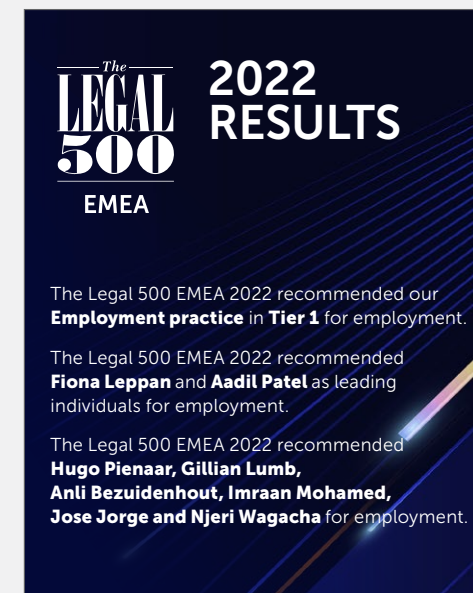 The
LEGAL
500
EMEA
2022
RESULTS
The Legal 500 EMEA 2022 recommended our
Employment practice in Tier 1 for employment.
The Legal 500 EMEA 2022 recommended
Fiona Leppan and Aadil Patel as leading
individuals for employment.
The Legal 500 EMEA 2022 recommended
Hugo Pienaar, Gillian Lumb,
Anli Bezuidenhout, Imraan Mohamed,
Jose Jorge and Njeri Wagacha for employment.